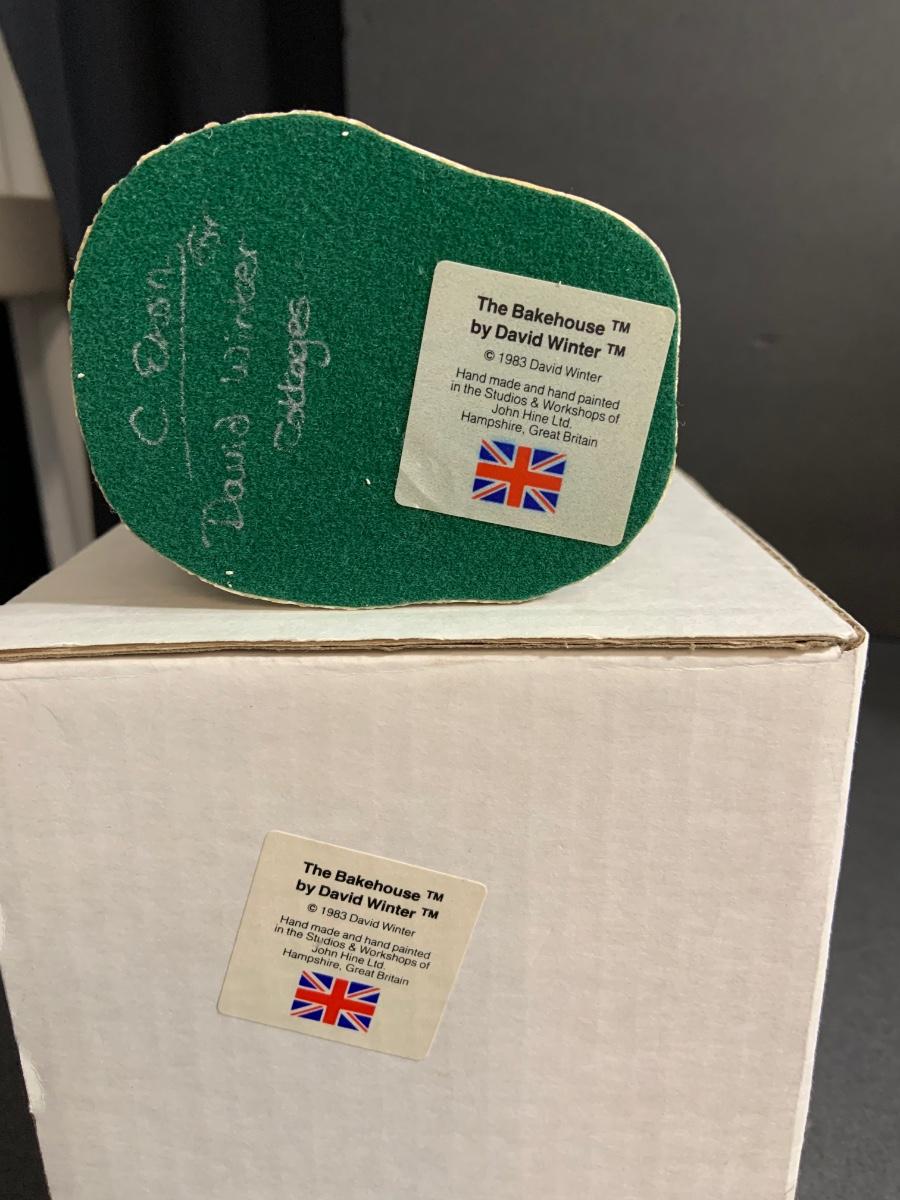 C
for
David Winter
Cottages
The Bakehouse ™
by David Winter ™
© 1983 David Winter
Hand made and hand painted
in the Studios & Workshops of
John Hine Ltd.
Hampshire, Great Britain
The Bakehouse ™
by David Winter ™
© 1983 David Winter
Hand made and hand painted
in the Studios & Workshops of
John Hine Ltd.
Hampshire, Great Britain